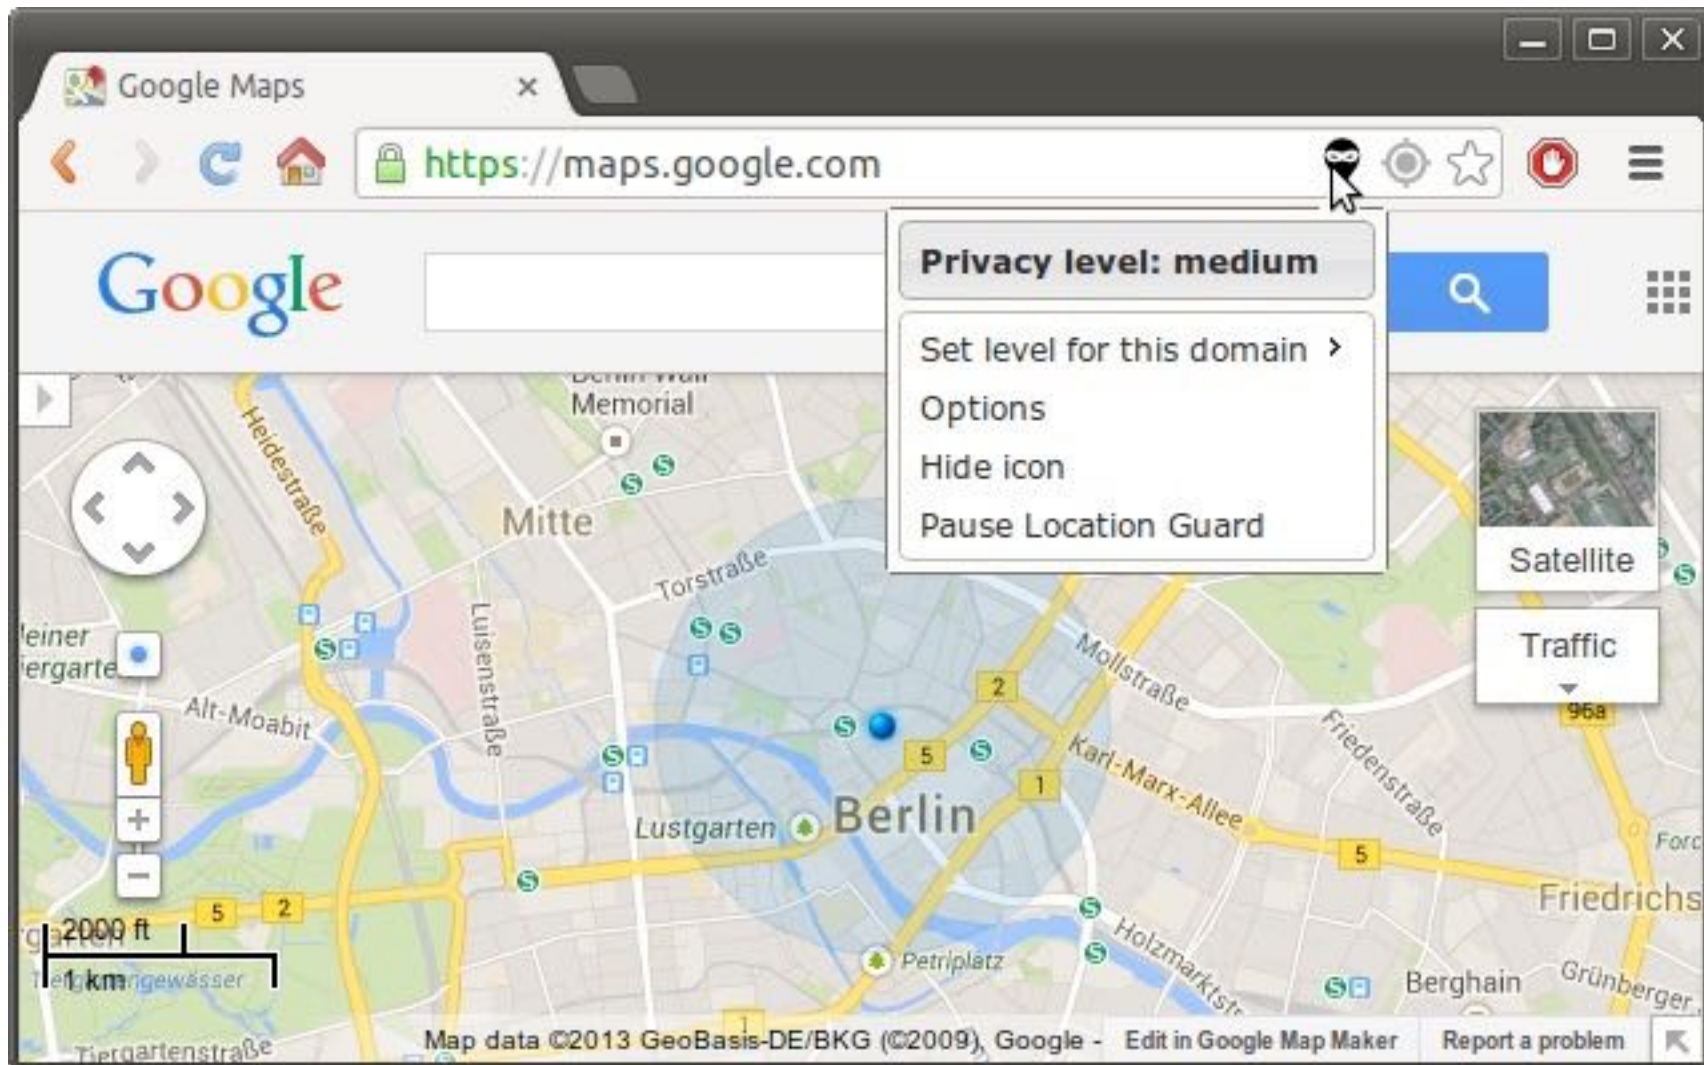 Google Maps
https://maps.google.com
Google
Privacy level: medium
Set level for this domain
Options
Hide icon
Pause Location Guard
Satellite
Traffic
Memorial
Heidestraße
Mitte
Torstraße
Luisenstraße
Mollstraße
Alt-Moabit
Friedenstraße
Karl-Marx-Allee
96a
2
5
1
Lustgarten
Berlin
5
5
2
2000 ft
1 km
Petriplatz
Holzmarktstr
Friedrichs
Berghain
Grünberger
1
Tiergartenstraße
Map data ©2013 GeoBasis-DE/BKG (©2009), Google -
Edit in Google Map Maker
Report a problem